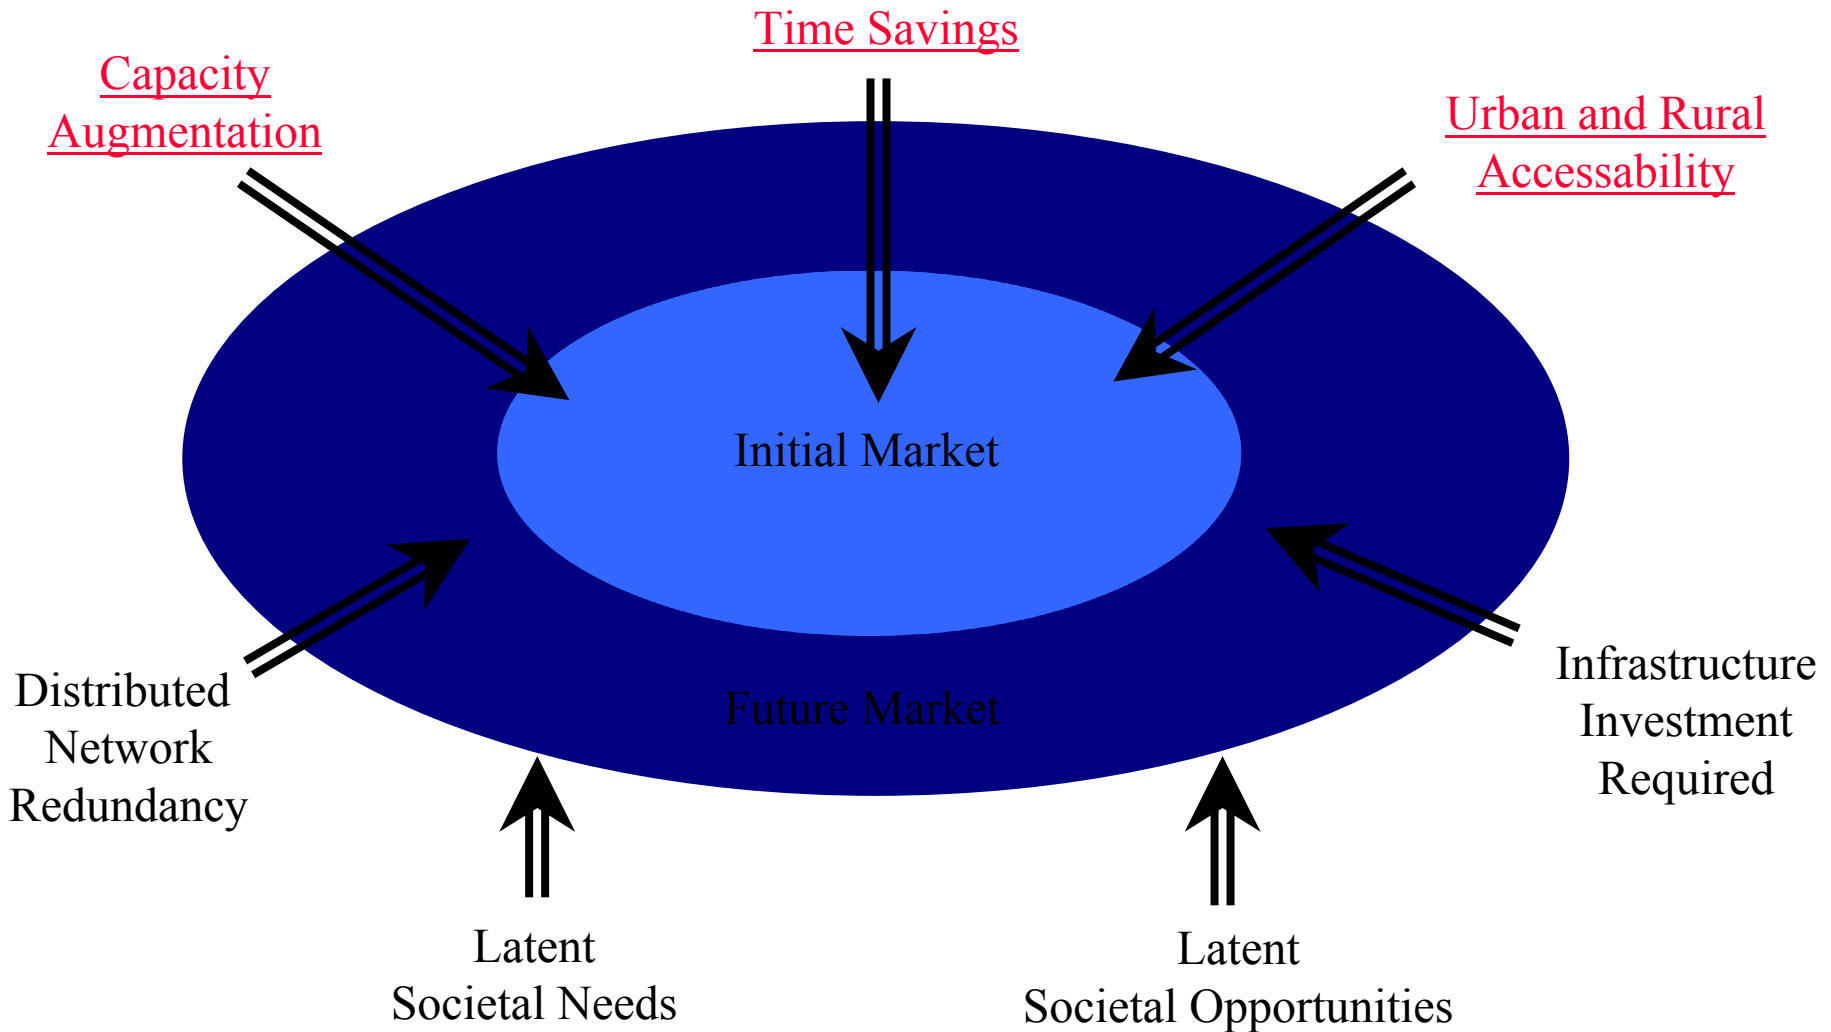 Time Savings
Capacity
Augmentation
Urban and Rural
Accessability
Initial Market
Future Market
Distributed
Network
Redundancy
Infrastructure
Investment
Required
Latent
Societal Needs
Latent
Societal Opportunities